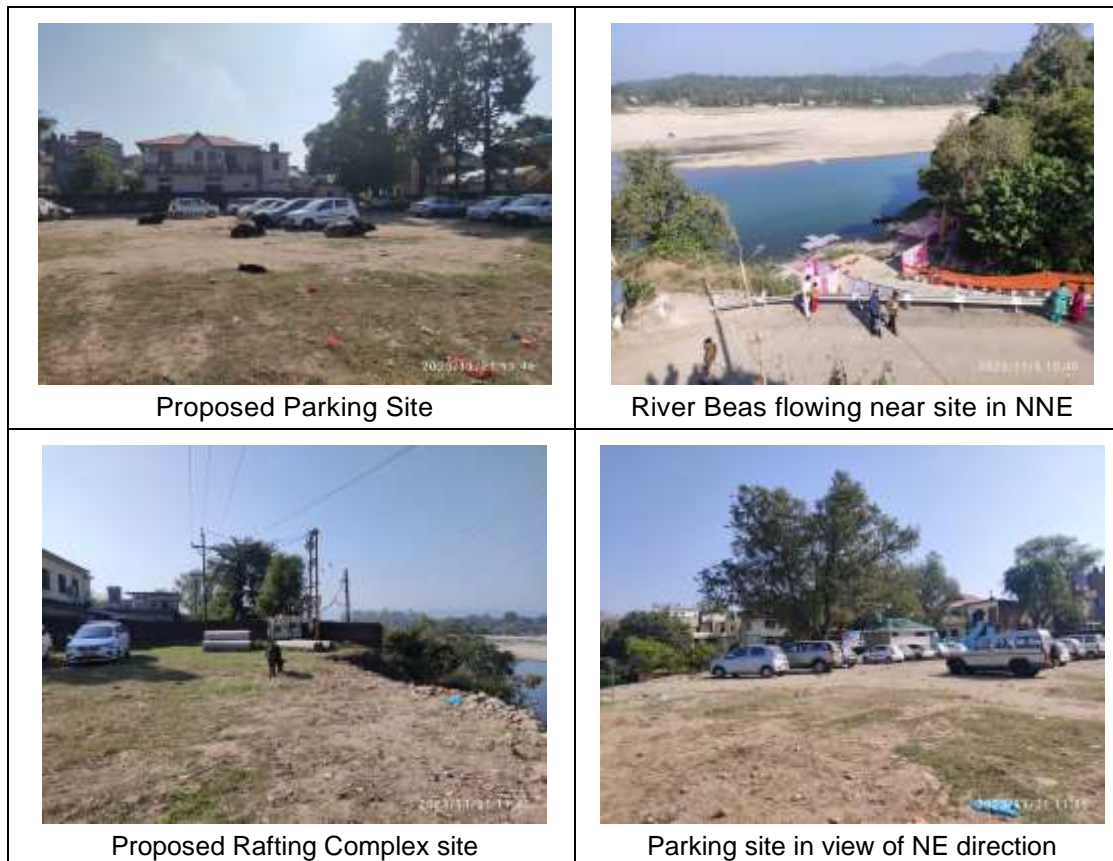 Proposed Parking Site
River Beas flowing near site in NNE
Proposed Rafting Complex site
Parking site in view of NE direction